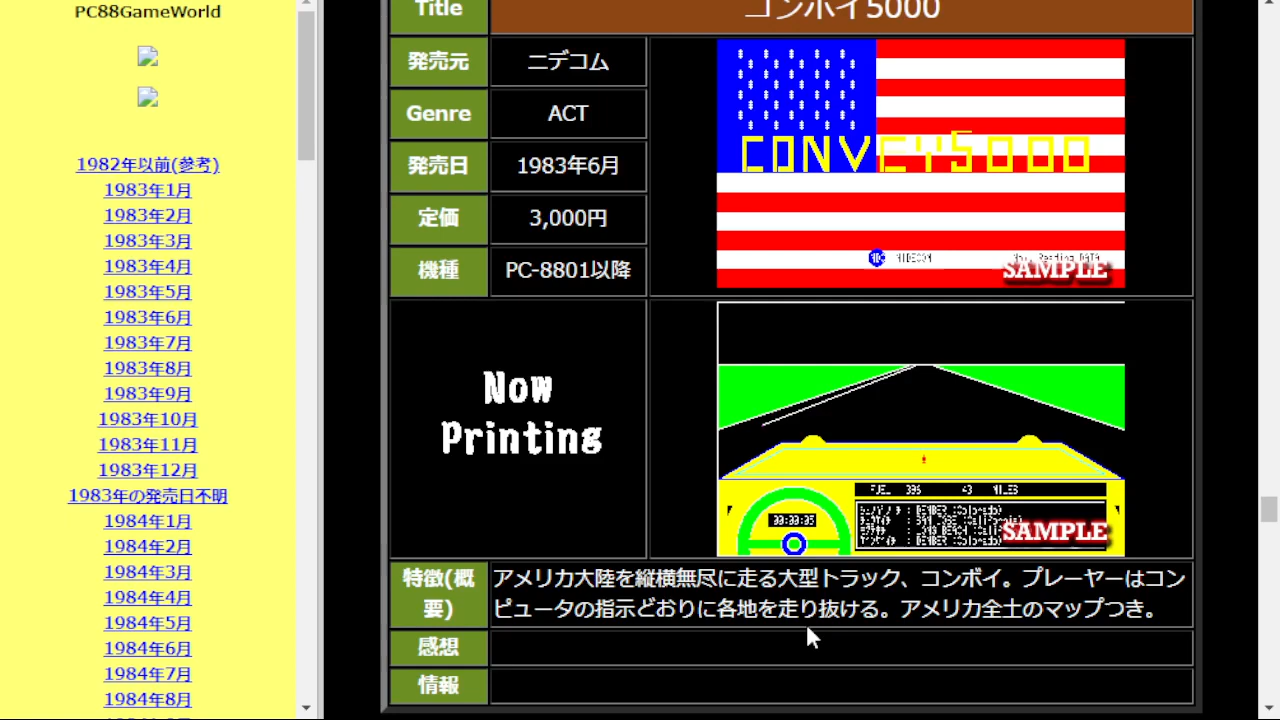 PC88GameWorld
1982年以前(参考)
1983年1月
1983年2月
1983年3月
1983年4月
1983年5月
1983年6月
1983年7月
1983年8月
1983年9月
1983年10月
1983年11月
1983年12月
1983年の発売日不明
1984年1月
1984年2月
1984年3月
1984年4月
1984年5月
1984年6月
1984年7月
1984年8月
Title
コンボイ5000
発売元
ニデコム
Genre
ACT
発売日
1983年6月
定価
3,000円
機種
PC-8801以降
CONVOY5000
NIDECOM
Now Reading DATA
SAMPLE
Now
Printing
FUEL 396 43 MILES
00:00:05
SAMPLE
特徴(概
要)
アメリカ大陸を縦横無尽に走る大型トラック、コンボイ。プレーヤーはコン
ピュータの指示どおりに各地を走り抜ける。アメリカ全土のマップつき。
感想
情報